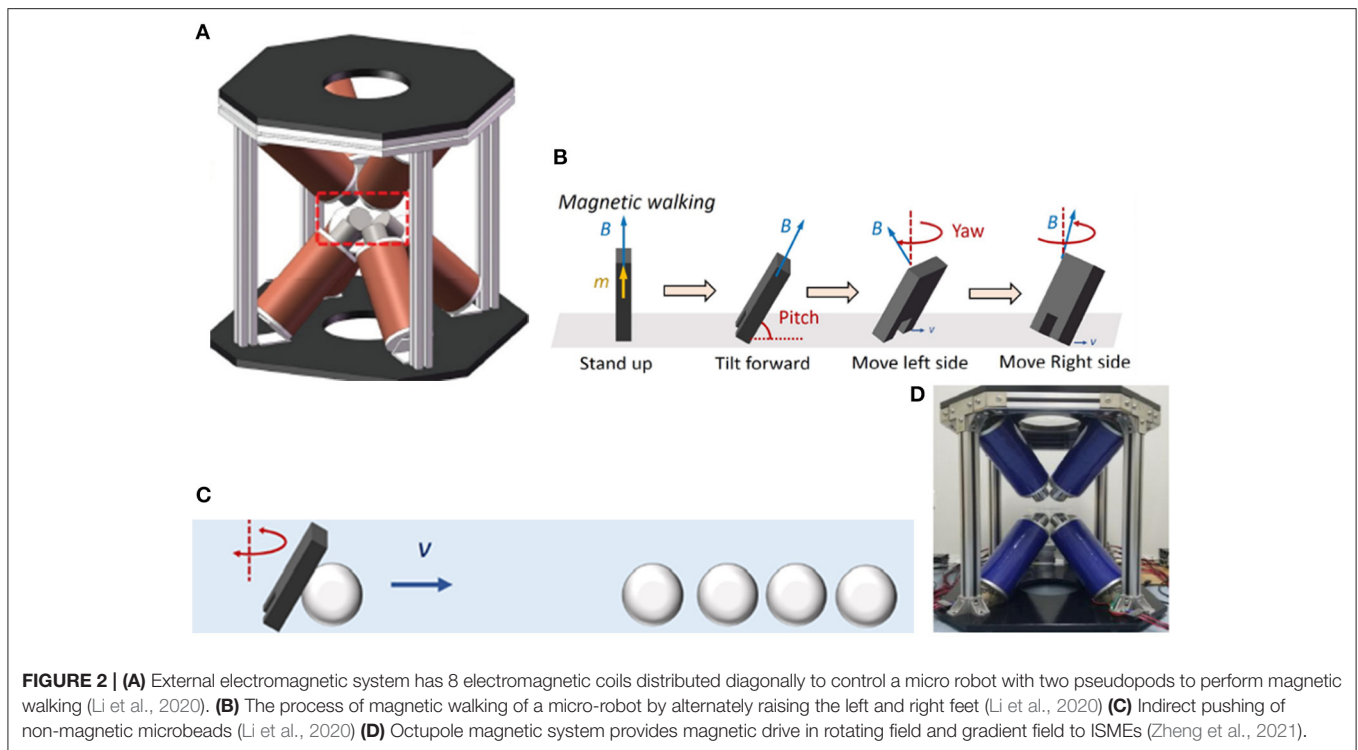 A
B
Magnetic walking
B
B
B
Yaw
B
m
Pitch
v
v
Stand up
Tilt forward
Move left side
Move Right side
D
C
v
FIGURE 2 | (A) External electromagnetic system has 8 electromagnetic coils distributed diagonally to control a micro robot with two pseudopods to perform magnetic
walking (Li et al., 2020). (B) The process of magnetic walking of a micro-robot by alternately raising the left and right feet (Li et al., 2020) (C) Indirect pushing of
non-magnetic microbeads (Li et al., 2020) (D) Octupole magnetic system provides magnetic drive in rotating field and gradient field to ISMEs (Zheng et al., 2021).